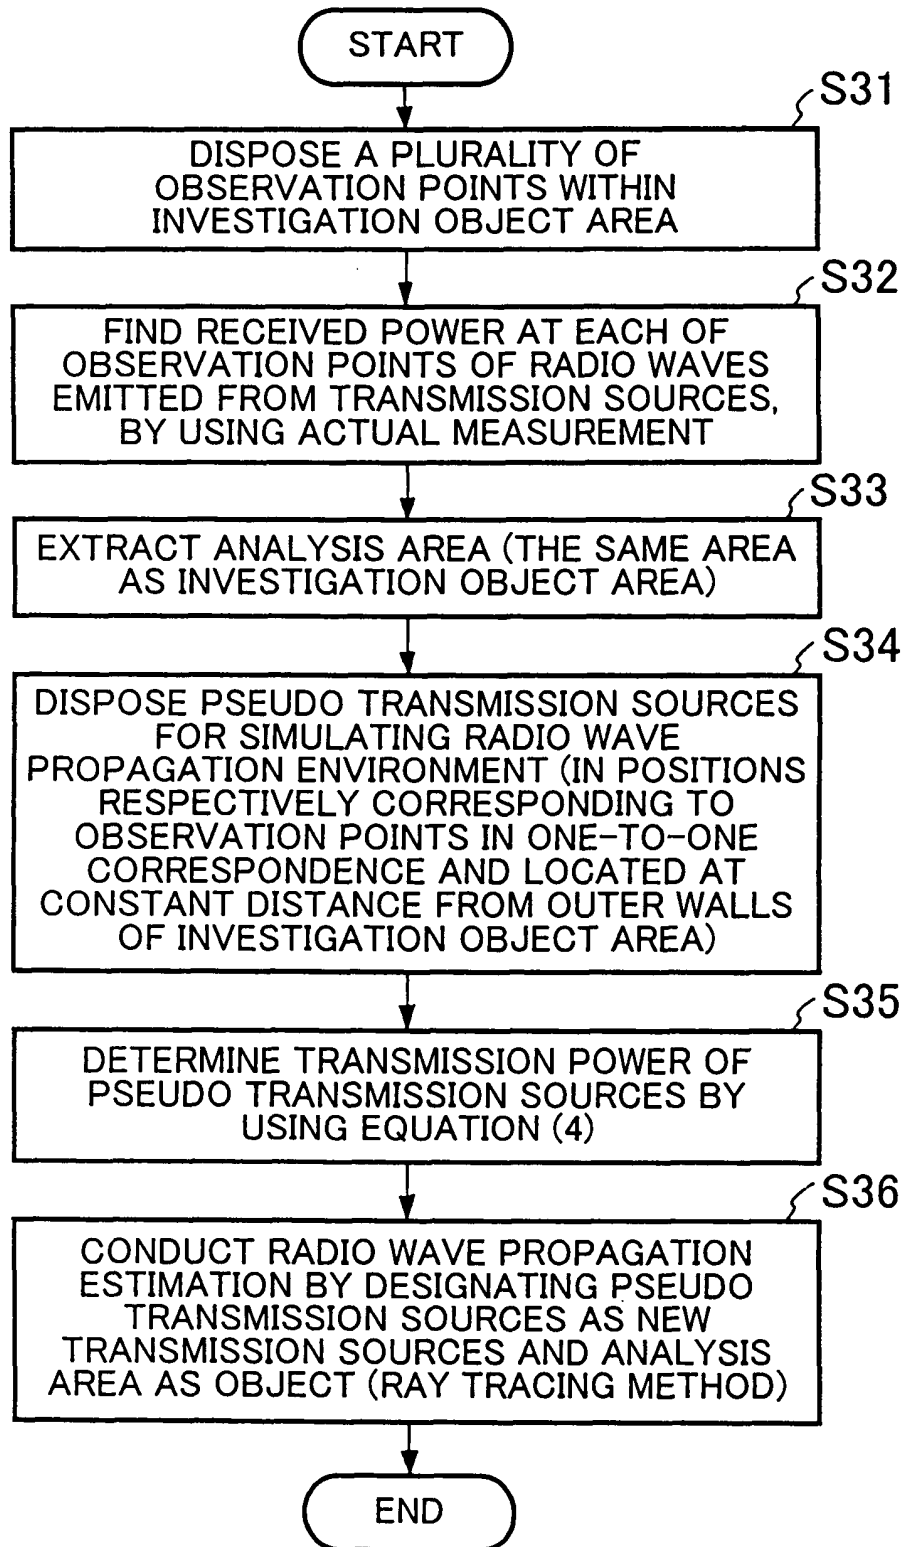 START
S31
DISPOSE A PLURALITY OF
OBSERVATION POINTS WITHIN
INVESTIGATION OBJECT AREA
S32
FIND RECEIVED POWER AT EACH OF
OBSERVATION POINTS OF RADIO WAVES
EMITTED FROM TRANSMISSION SOURCES,
BY USING ACTUAL MEASUREMENT
S33
EXTRACT ANALYSIS AREA (THE SAME AREA
AS INVESTIGATION OBJECT AREA)
S34
DISPOSE PSEUDO TRANSMISSION SOURCES
FOR SIMULATING RADIO WAVE
PROPAGATION ENVIRONMENT (IN POSITIONS
RESPECTIVELY CORRESPONDING TO
OBSERVATION POINTS IN ONE-TO-ONE
CORRESPONDENCE AND LOCATED AT
CONSTANT DISTANCE FROM OUTER WALLS
OF INVESTIGATION OBJECT AREA)
S35
DETERMINE TRANSMISSION POWER OF
PSEUDO TRANSMISSION SOURCES BY
USING EQUATION (4)
S36
CONDUCT RADIO WAVE PROPAGATION
ESTIMATION BY DESIGNATING PSEUDO
TRANSMISSION SOURCES AS NEW
TRANSMISSION SOURCES AND ANALYSIS
AREA AS OBJECT (RAY TRACING METHOD)
END